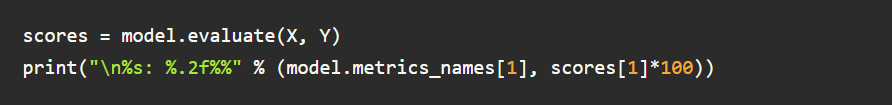 scores = model.evaluate(X, Y)
print("\n%s: %.2f%%" % (model.metrics_names[1], scores[1]*100))